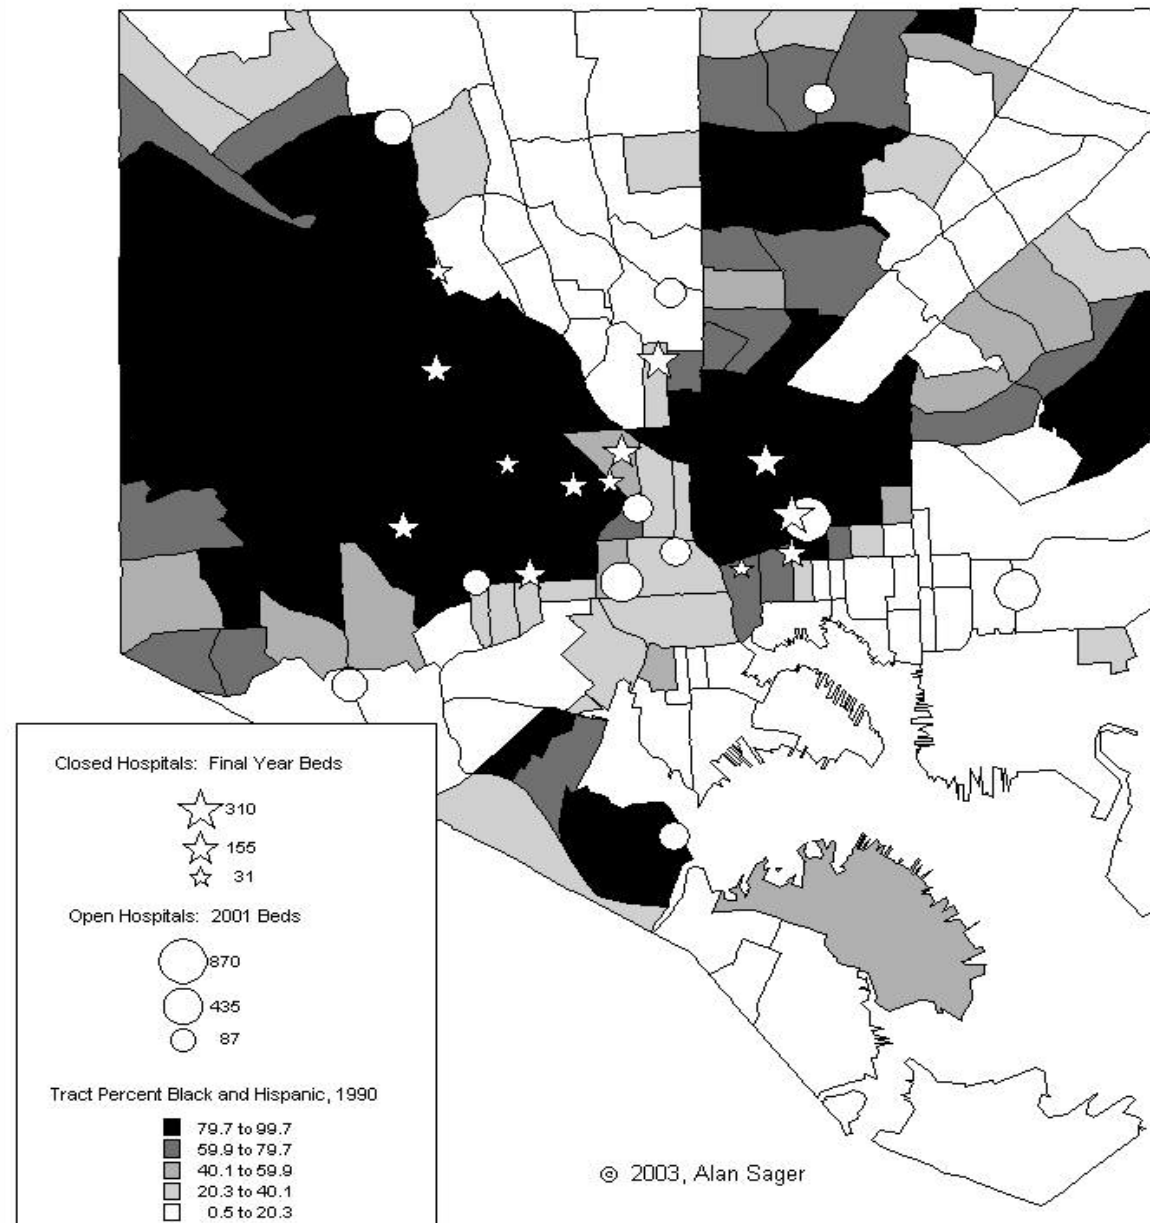 Closed Hospitals: Final Year Beds
310
155
31
Open Hospitals: 2001 Beds
870
435
87
Tract Percent Black and Hispanic, 1990
79.7 to 99.7
59.9 to 79.7
40.1 to 59.9
20.3 to 40.1
0.5 to 20.3
© 2003, Alan Sager